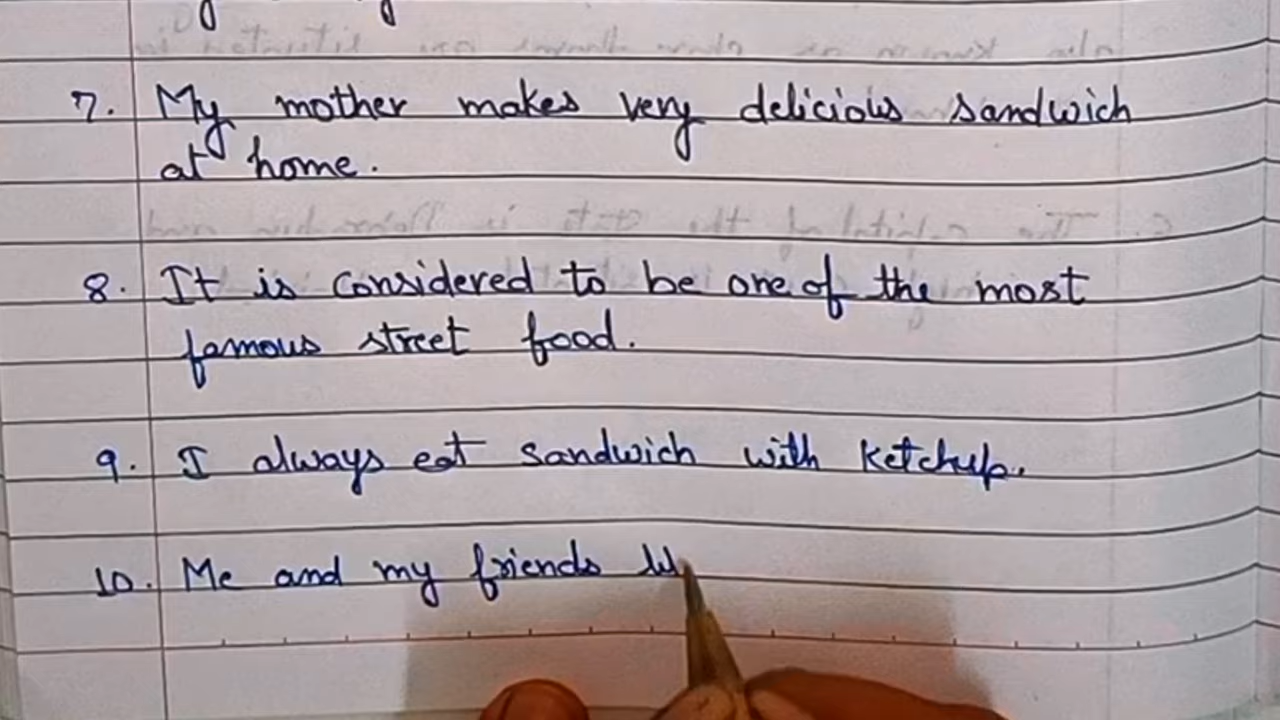 7. My mother makes very delicious sandwich
at home.
8. It is considered to be one of the most
famous street food.
9. I always eat sandwich with ketchup.
10. Me and my friends